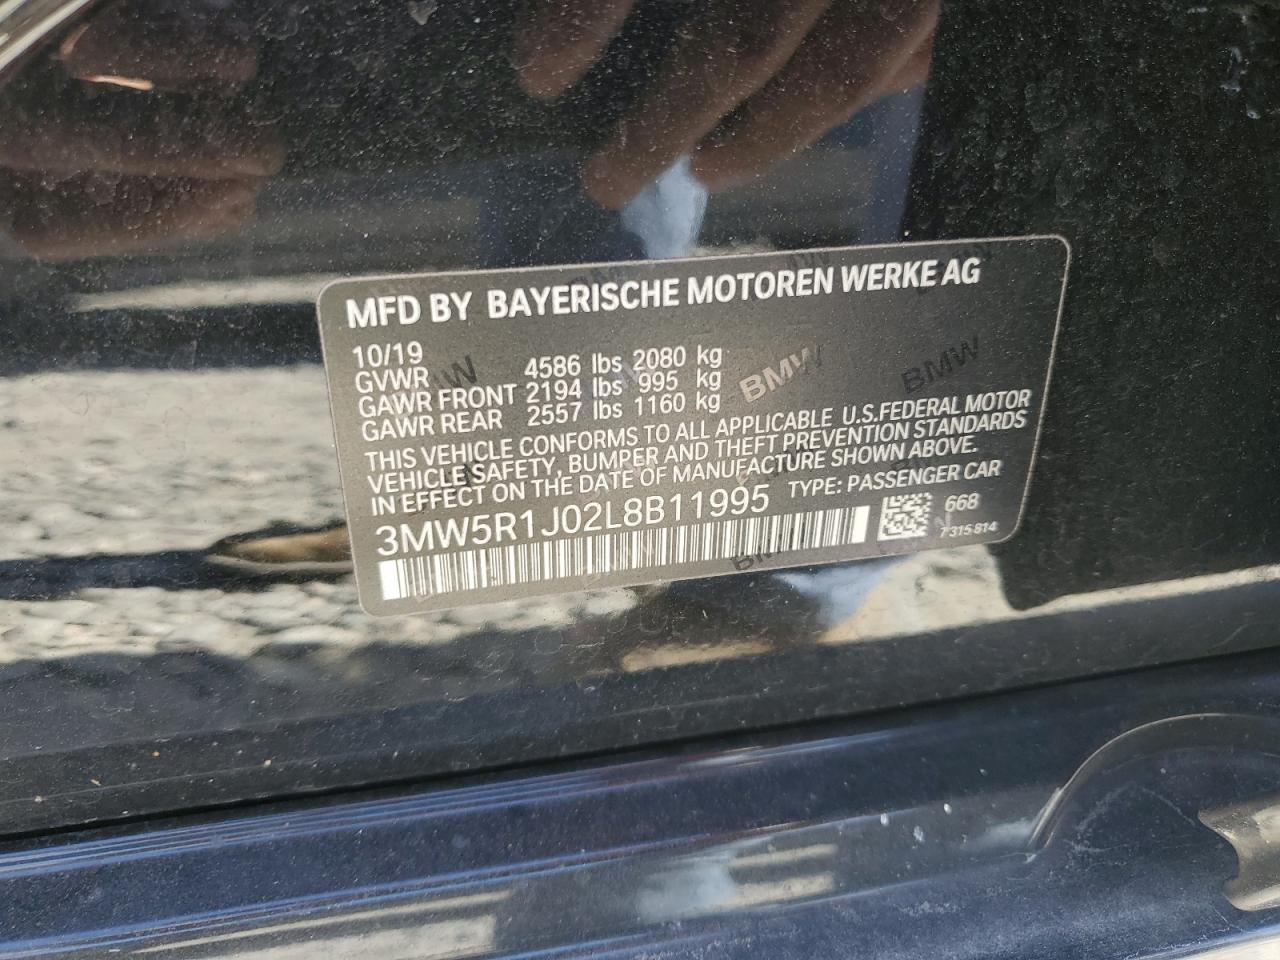 MFD BY BAYERISCHE MOTOREN WERKE AG
10/19
GVWR 4586 lbs 2080 kg
GAWR FRONT 2194 lbs 995 kg
GAWR REAR 2557 lbs 1160 kg
THIS VEHICLE CONFORMS TO ALL APPLICABLE U.S.FEDERAL MOTOR
VEHICLE SAFETY, BUMPER AND THEFT PREVENTION STANDARDS
IN EFFECT ON THE DATE OF MANUFACTURE SHOWN ABOVE.
3MW5R1J02L8B11995 TYPE: PASSENGER CAR
668
7 315 814
BMW
BMW